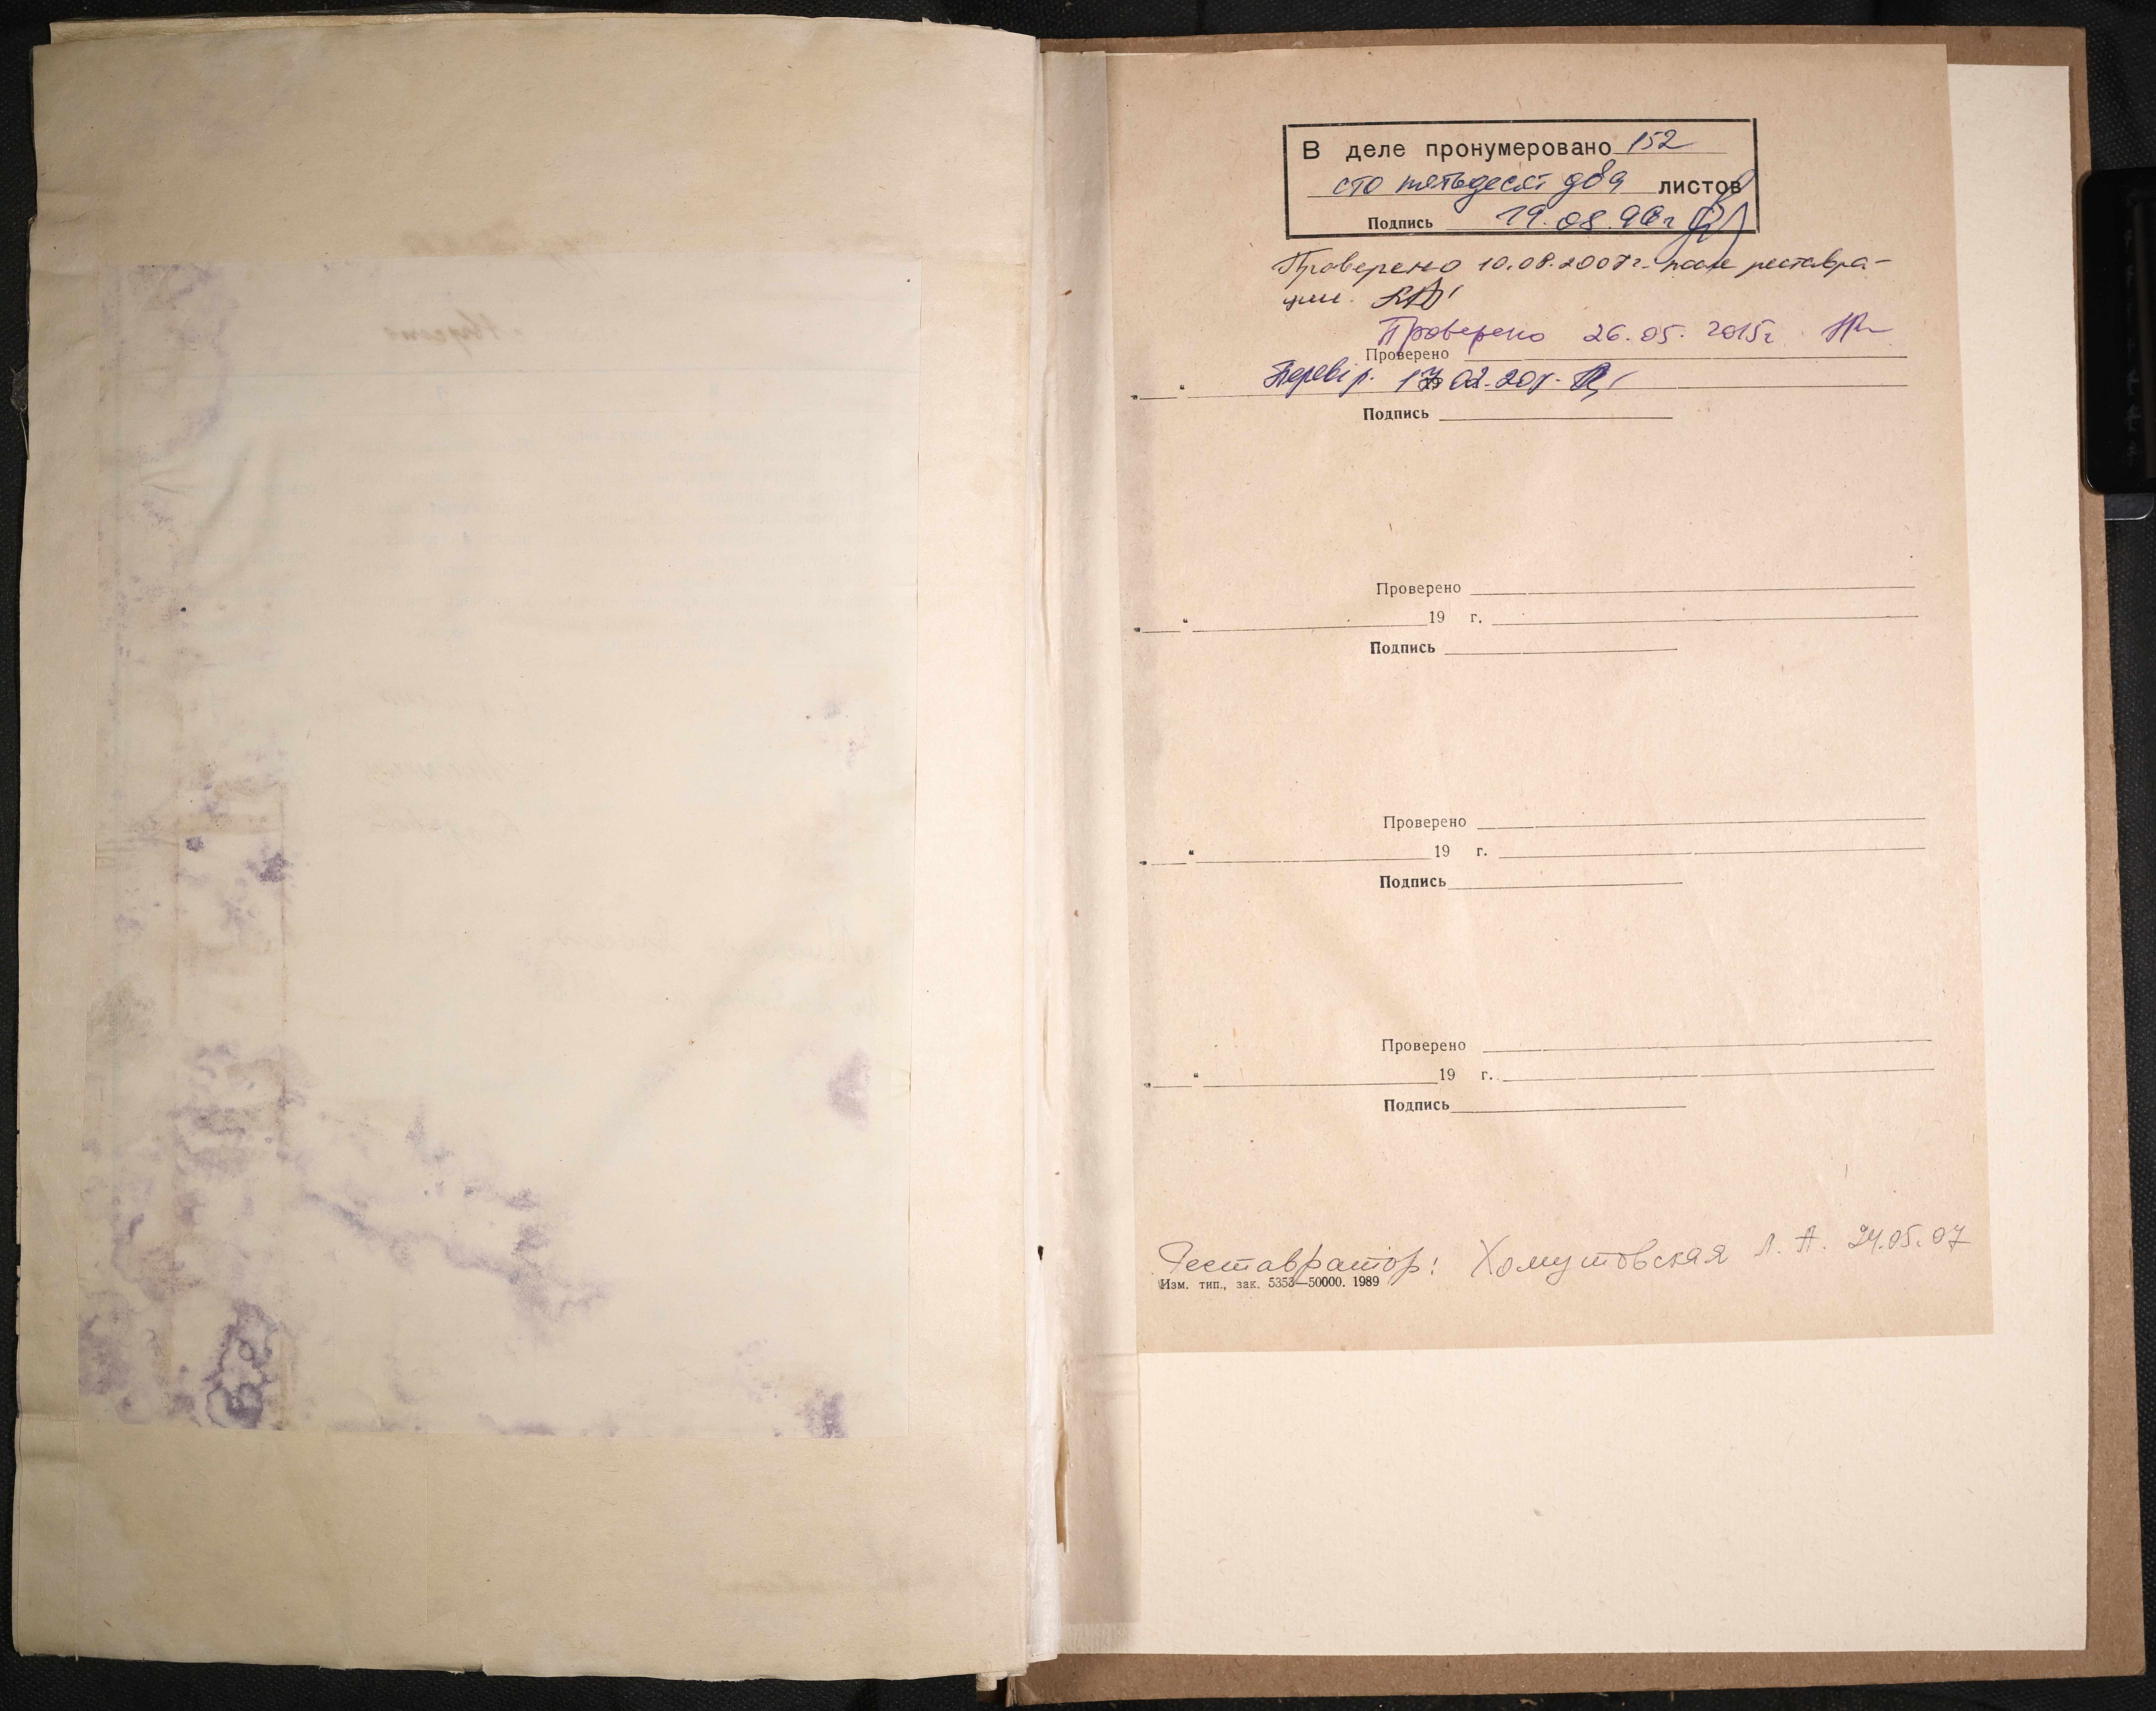 В деле пронумеровано 152
сто пятьдесят два листов
Подпись 19.08.90г
Проверено 10.08.2007г. после реставра-
ции.
Проверено 26.05.2015г.
Проверено
Перевір. 17 02.
Подпись
Проверено
„ “ 19 г.
Подпись
Проверено
„ “ 19 г.
Подпись
Проверено
„ “ 19 г.
Подпись
Реставратор: Хомутовская Л. А. 24.05.07
Изм. тип., зак. 5353—50000. 1989